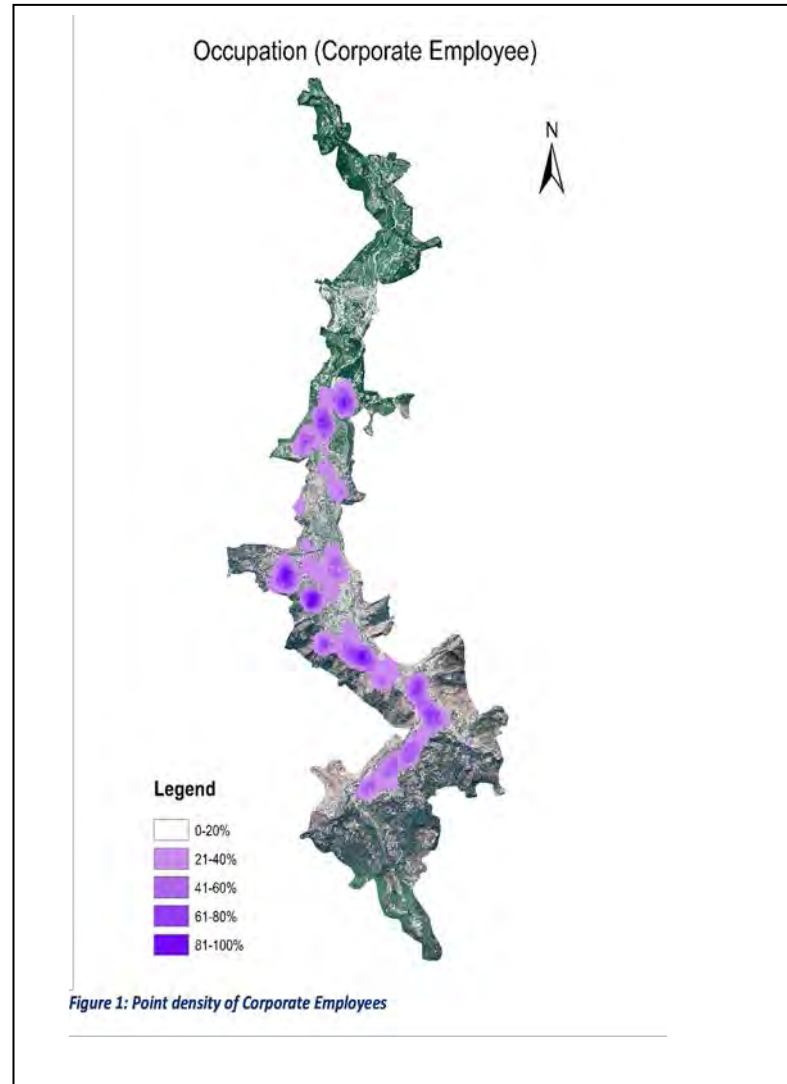 Occupation (Corporate Employee)
N
Legend
0-20%
21-40%
41-60%
61-80%
81-100%
Figure 1: Point density of Corporate Employees